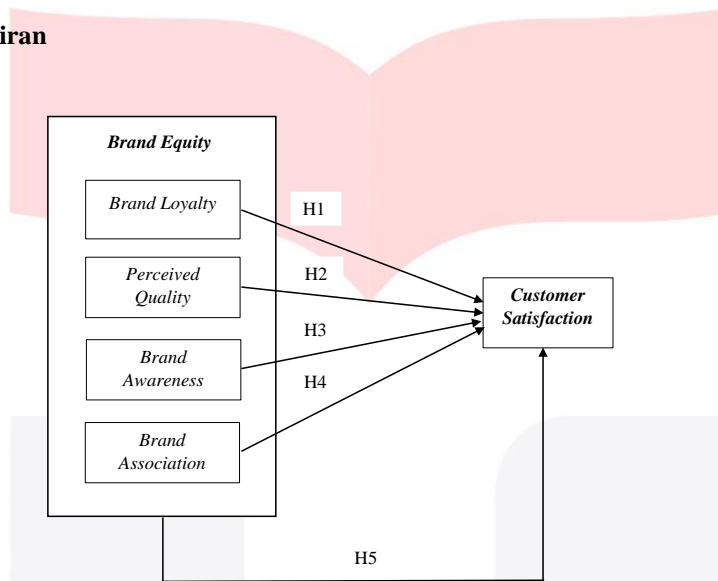 iran
Brand Equity
Brand Loyalty
H1
Perceived
Quality
H2
Customer
Satisfaction
H3
Brand
Awareness
H4
Brand
Association
H5